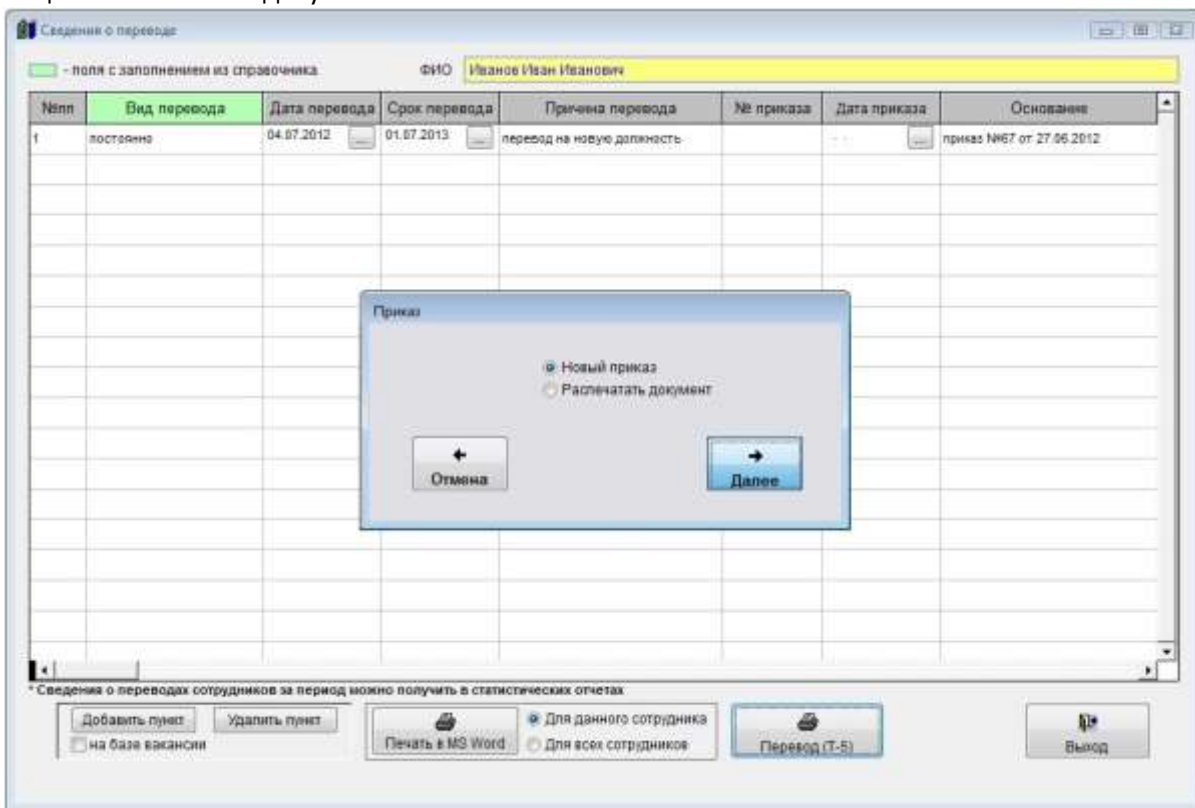 Сведения о переводе
- поля с заполнением из справочника ФИО Иванов Иван Иванович
№пп Вид перевода Дата перевода Срок перевода Причина перевода № приказа Дата приказа Основание
1 постоянно 04.07.2012 ... 01.07.2013 ... перевод на новую должность . . ... приказ №67 от 27.06.2012
Приказ
Новый приказ
Распечатать документ
Отмена Далее
* Сведения о переводах сотрудников за период можно получить в статистических отчетах
Добавить пункт Удалить пункт
на базе вакансии
Печать в MS Word
Для данного сотрудника
Для всех сотрудников
Перевод (Т-5)
Выход